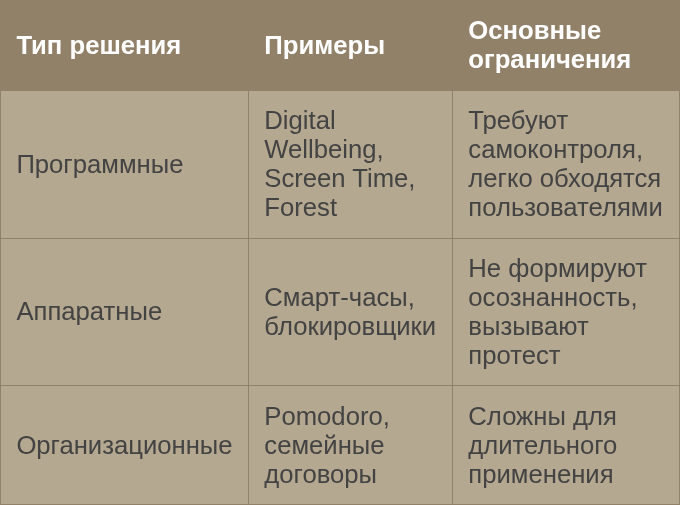 Тип решения
Примеры
Основные
ограничения
Программные
Digital
Wellbeing,
Screen Time,
Forest
Требуют
самоконтроля,
легко обходятся
пользователями
Аппаратные
Смарт-часы,
блокировщики
Не формируют
осознанность,
вызывают
протест
Организационные
Pomodoro,
семейные
договоры
Сложны для
длительного
применения